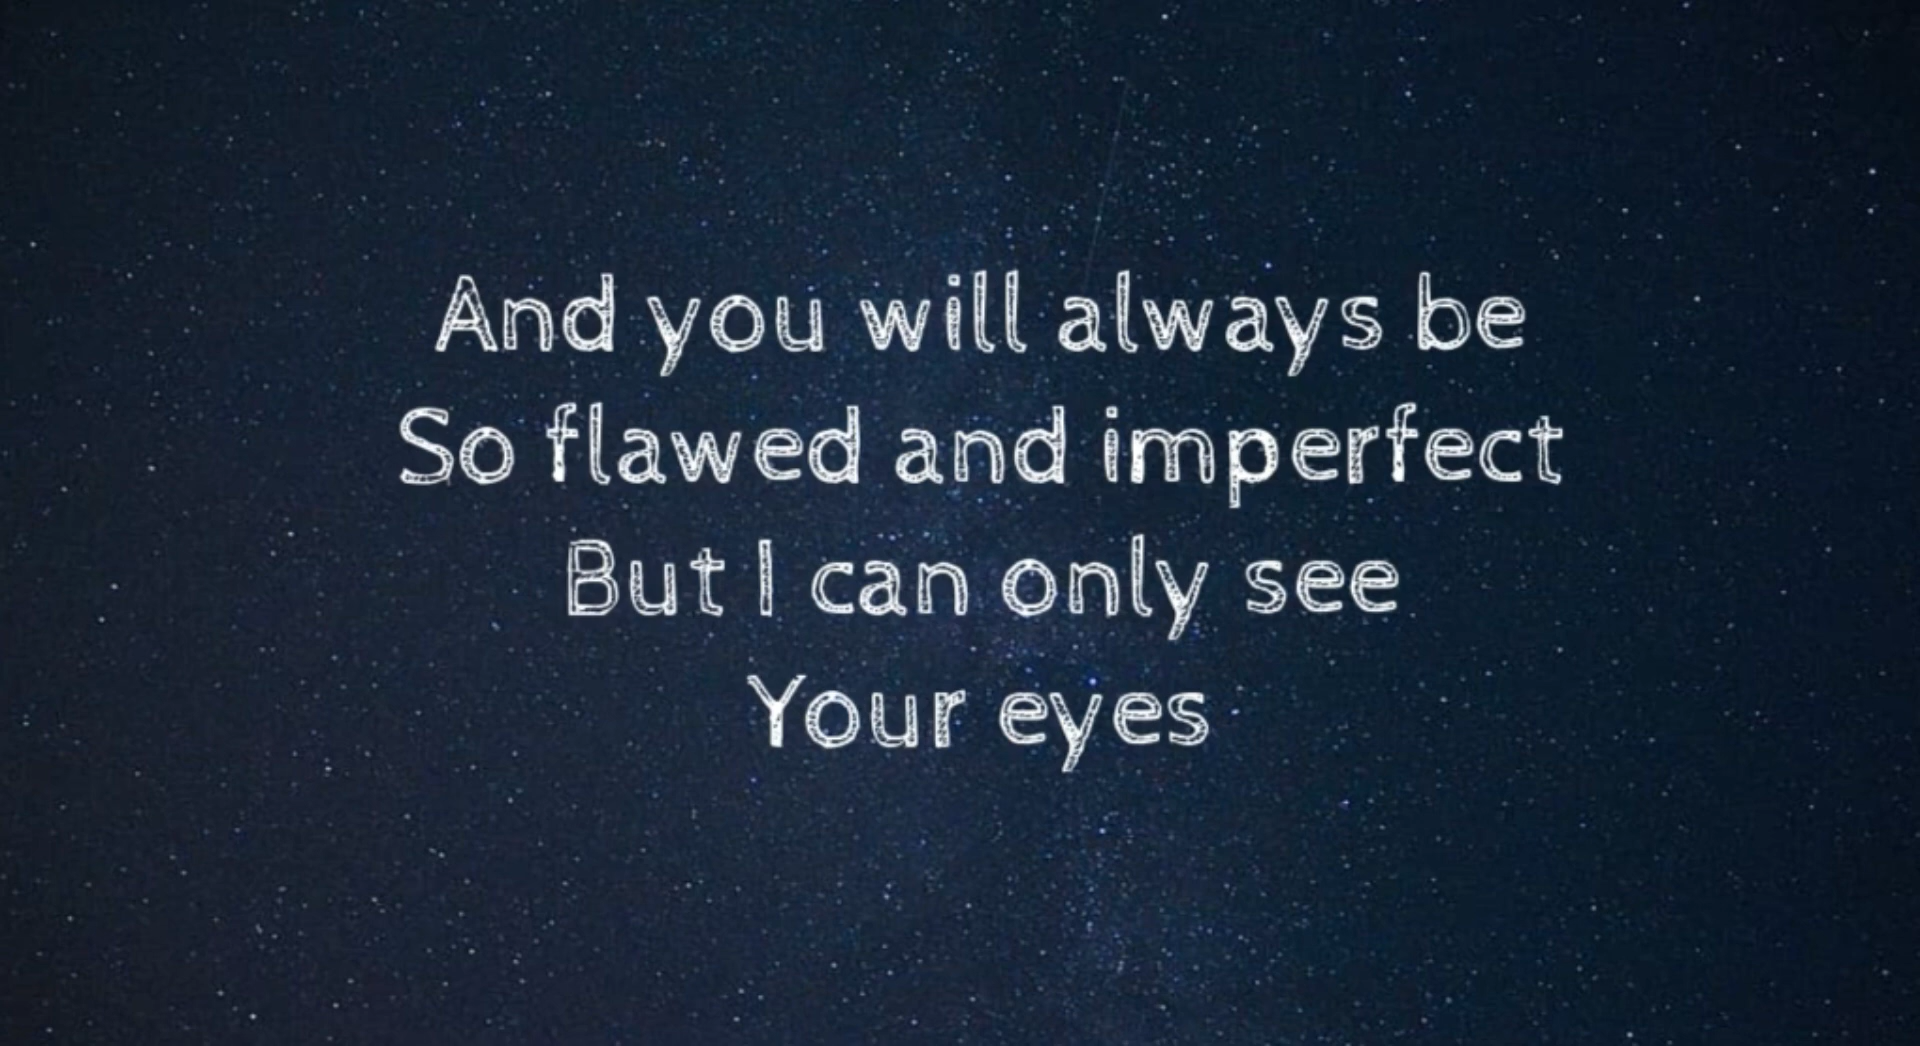 And you will always be
So flawed and imperfect
But I can only see
Your eyes